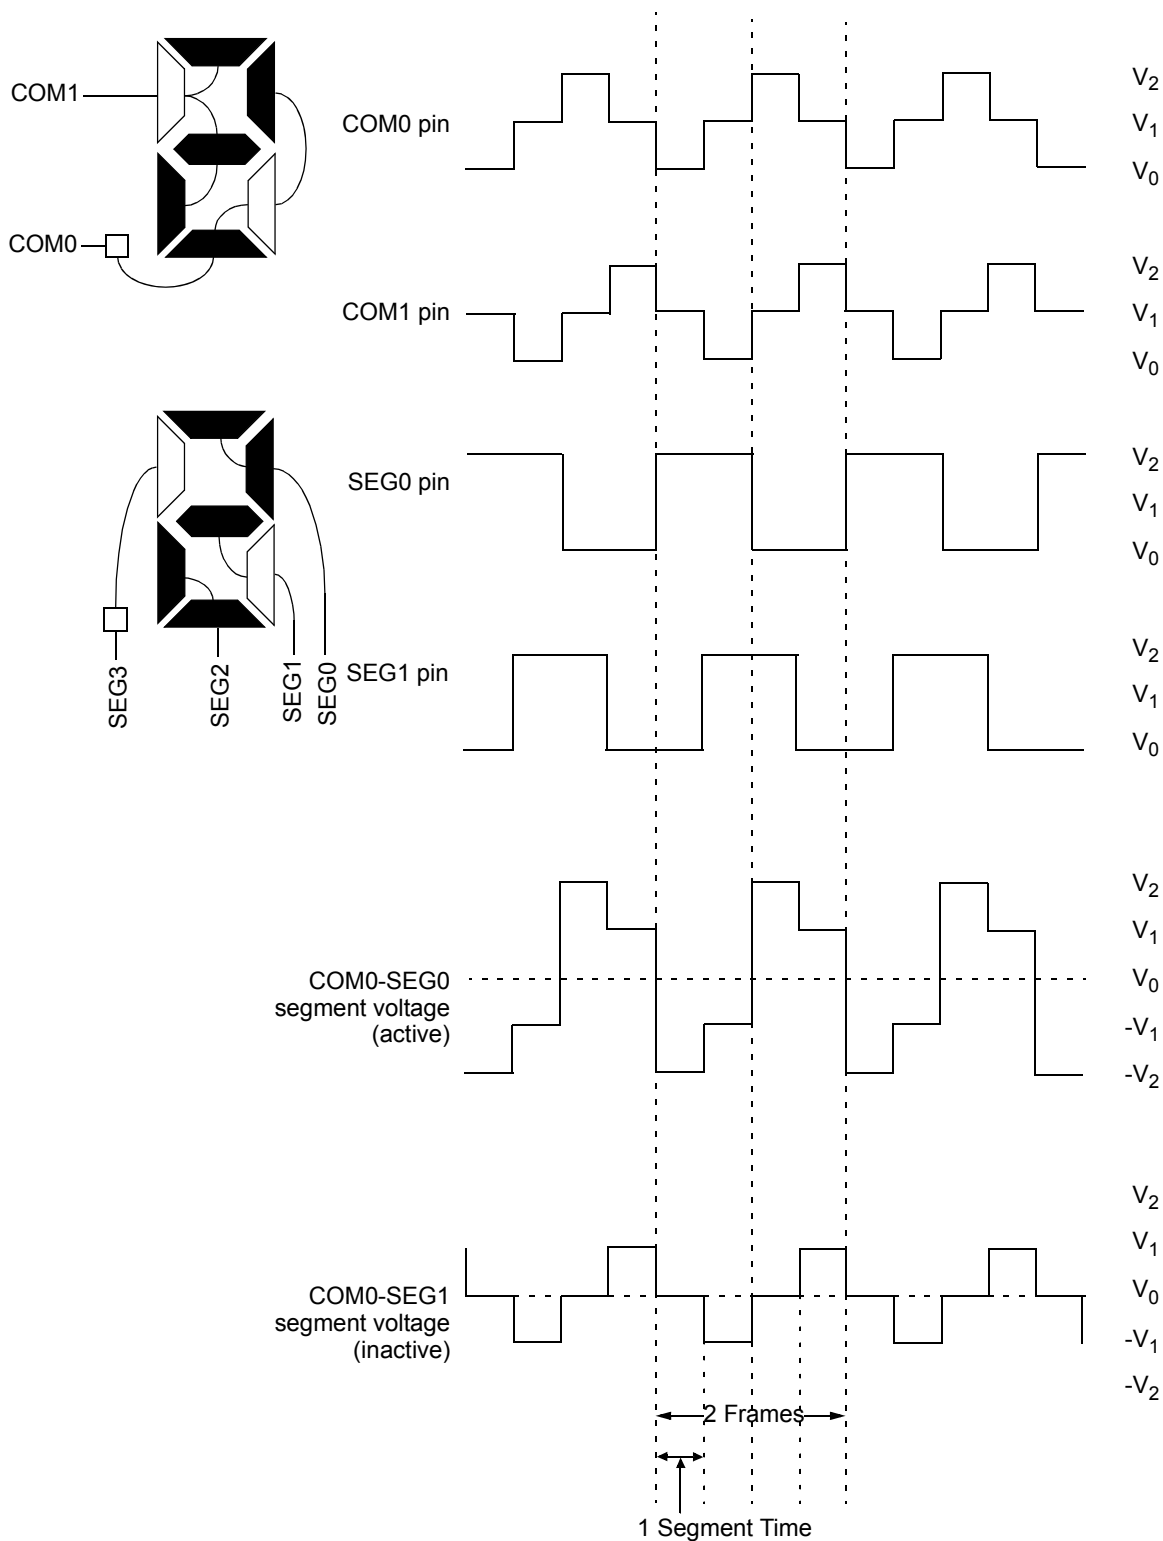 COM1
COM0
COM0 pin
V2
V1
V0
COM1 pin
V2
V1
V0
SEG0 pin
V2
V1
V0
SEG3
SEG2
SEG1
SEG0
SEG1 pin
V2
V1
V0
COM0-SEG0
segment voltage
(active)
V2
V1
V0
-V1
-V2
COM0-SEG1
segment voltage
(inactive)
V2
V1
V0
-V1
-V2
2 Frames
1 Segment Time